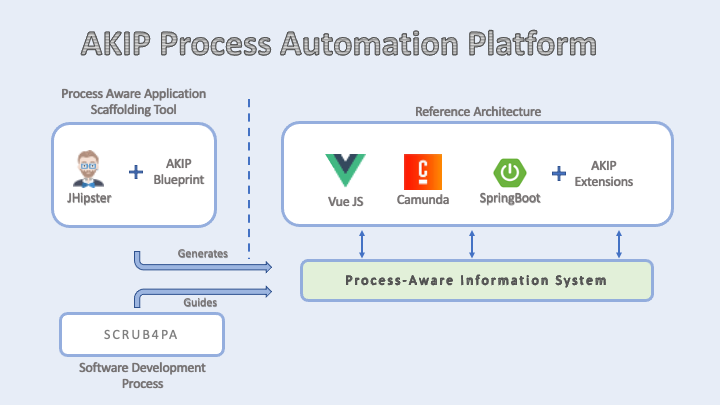 AKIP Process Automation Platform
Process Aware Application
Scaffolding Tool
JHipster
+
AKIP
Blueprint
Reference Architecture
Vue JS
C
Camunda
SpringBoot
+
AKIP
Extensions
Generates
Guides
Process-Aware Information System
SCRUB4PA
Software Development
Process